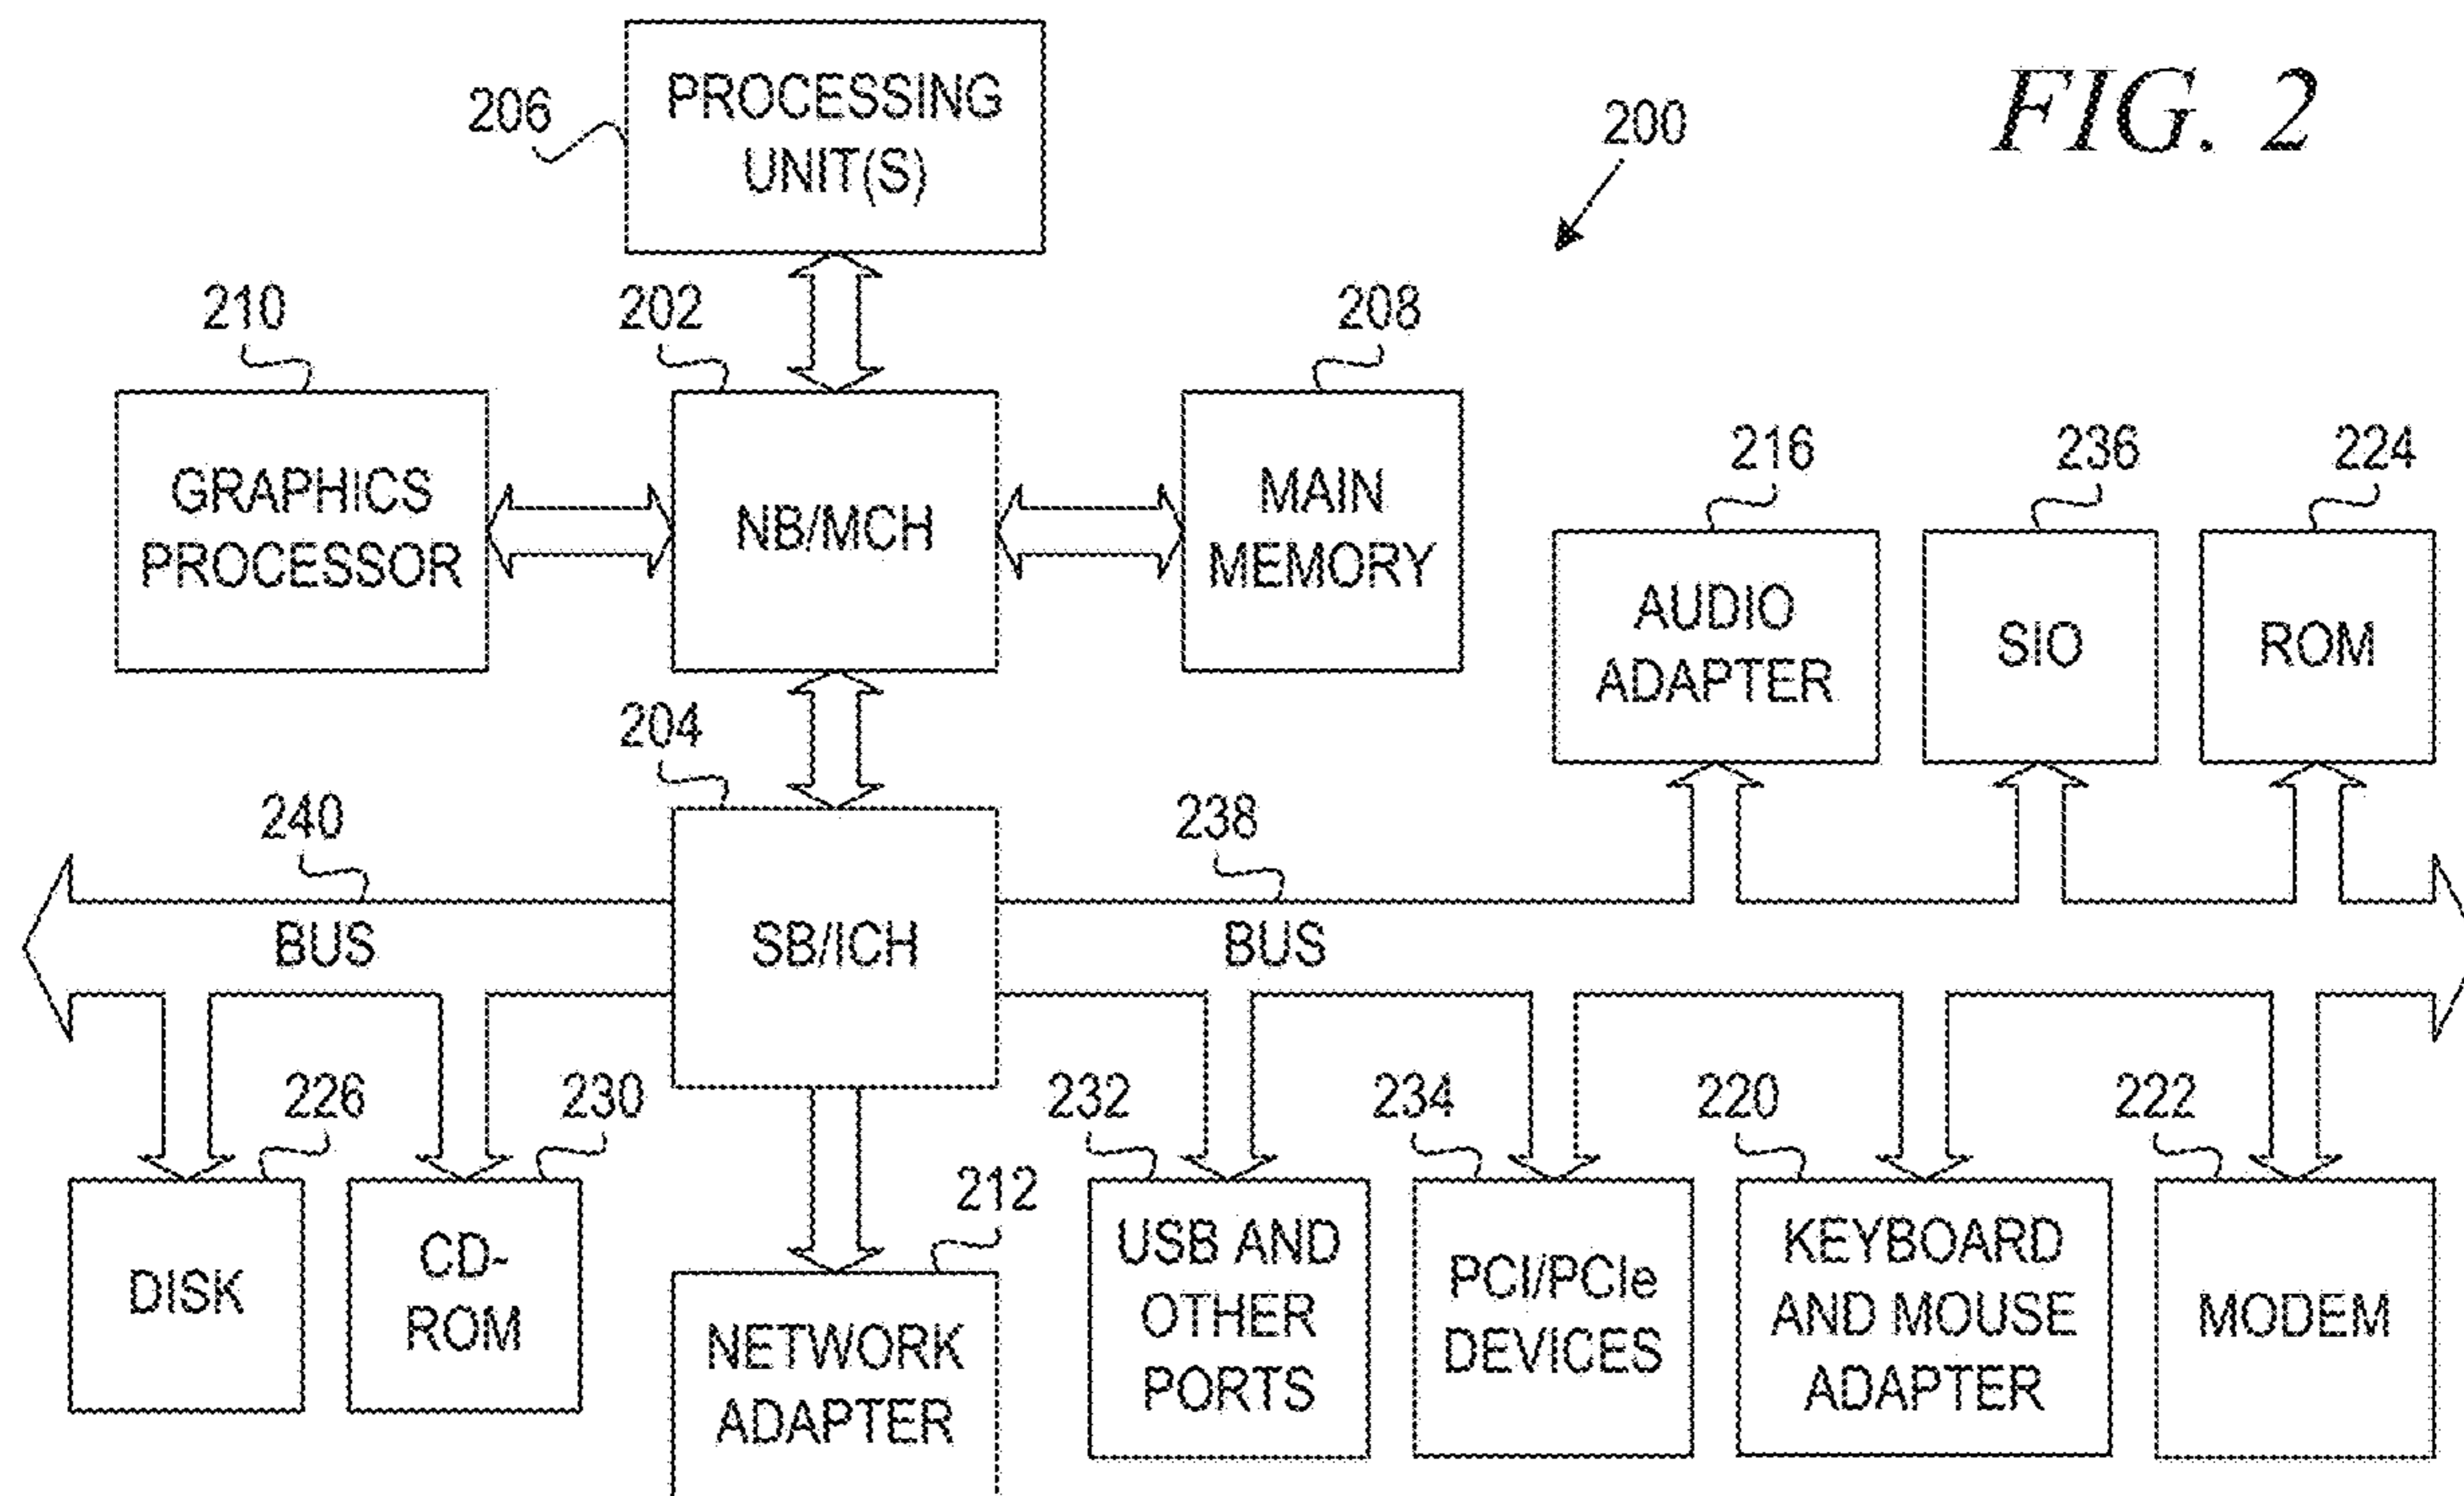 FIG. 2
200
206
PROCESSING
UNIT(S)
210
202
208
GRAPHICS
PROCESSOR
NB/MCH
MAIN
MEMORY
216
236
224
AUDIO
ADAPTER
SIO
ROM
204
240
238
BUS
SB/ICH
BUS
226
230
212
232
234
220
222
DISK
CD-
ROM
NETWORK
ADAPTER
USB AND
OTHER
PORTS
PCI/PCIe
DEVICES
KEYBOARD
AND MOUSE
ADAPTER
MODEM